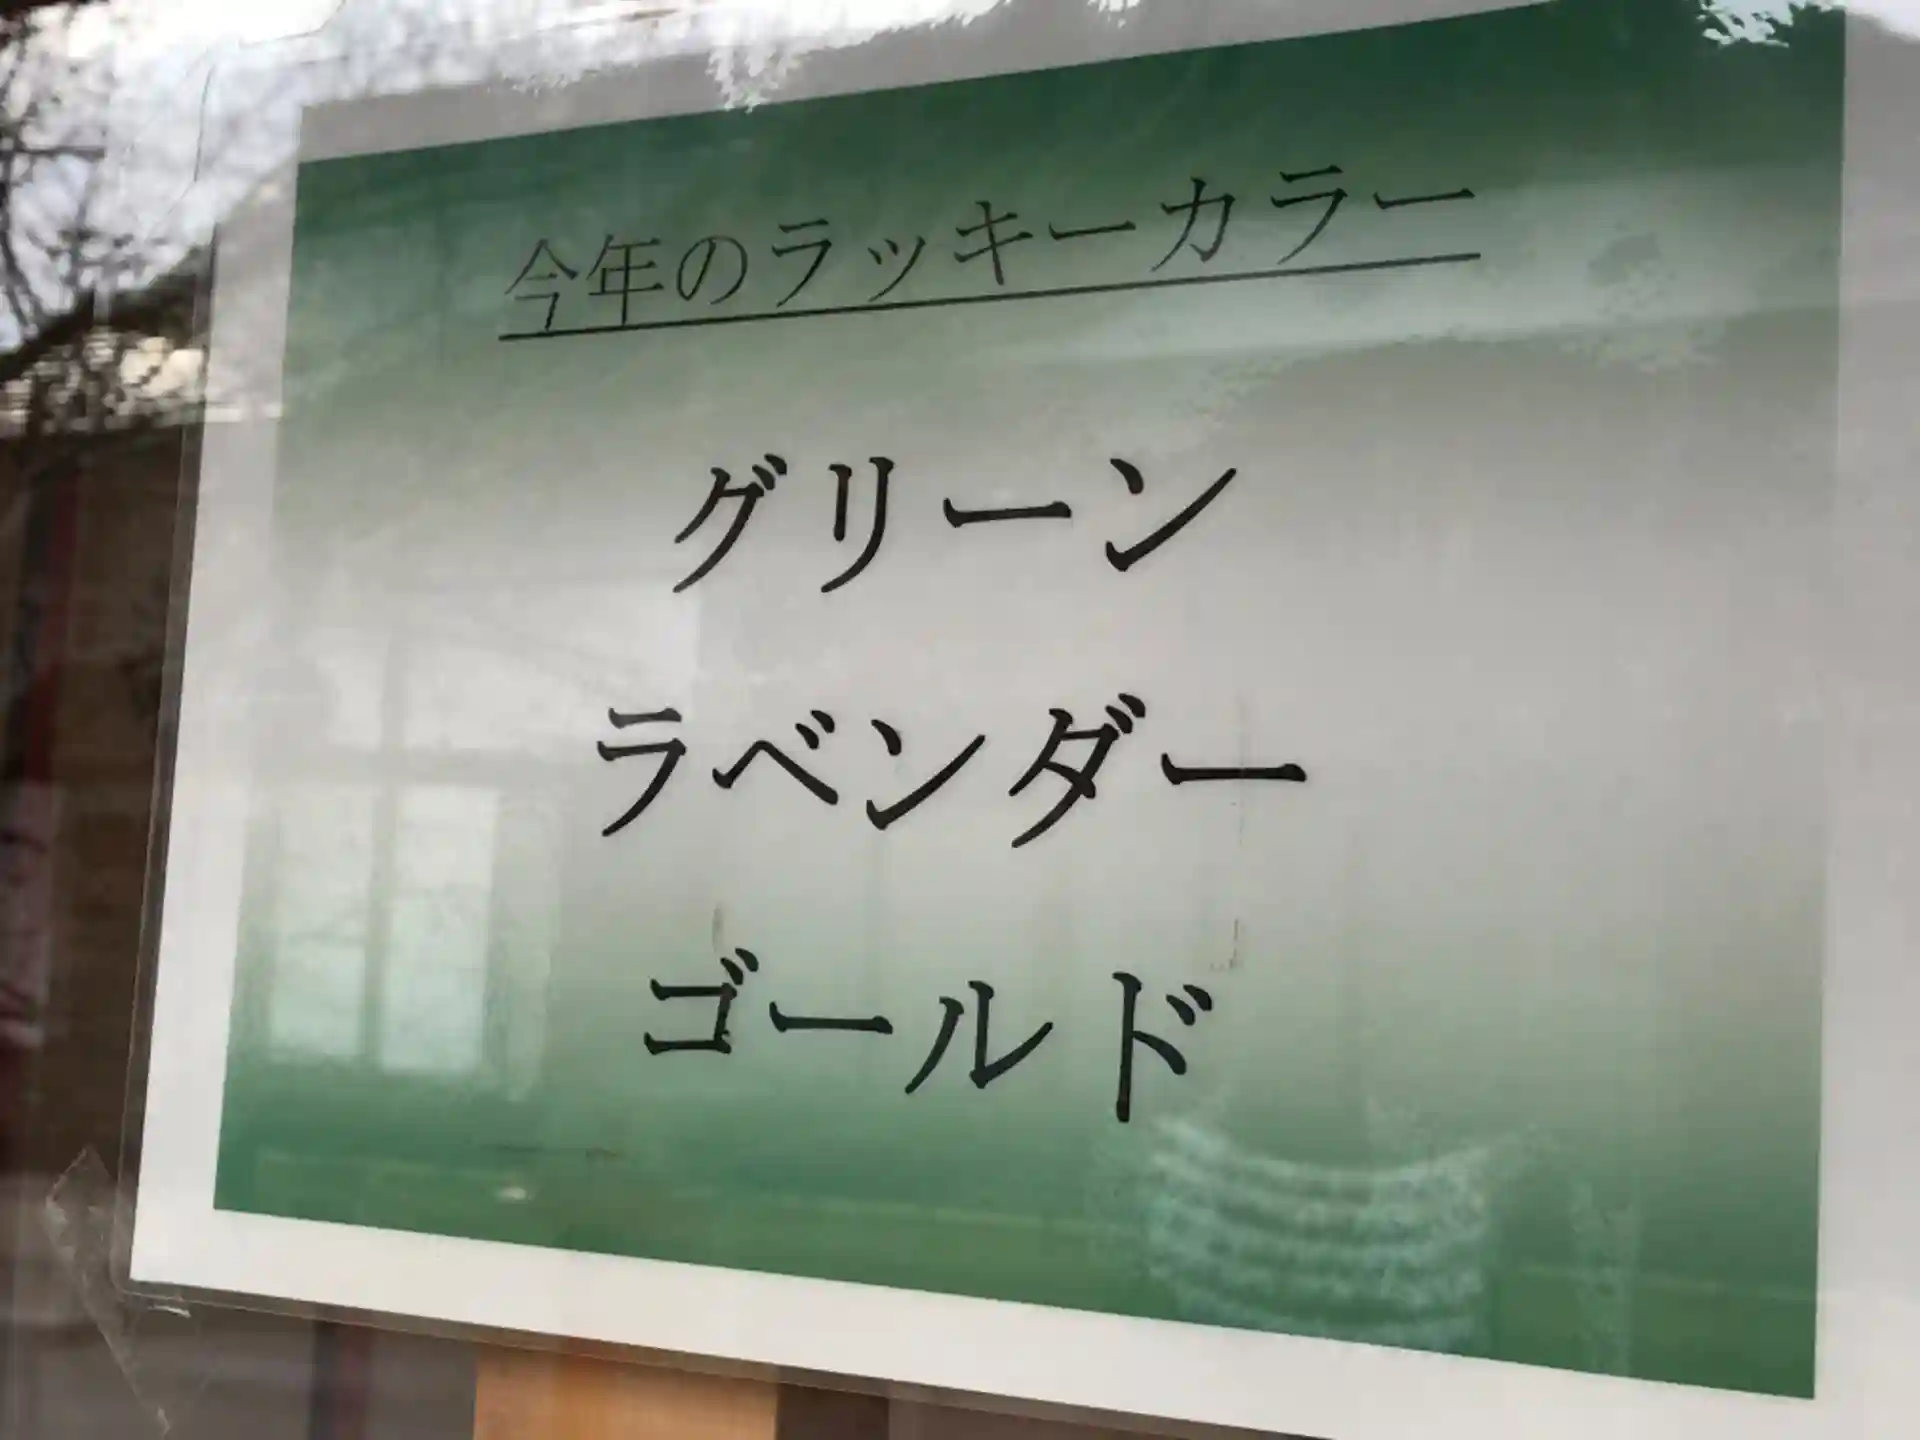 今年のラッキーカラー
グリーン
ラベンダー
ゴールド